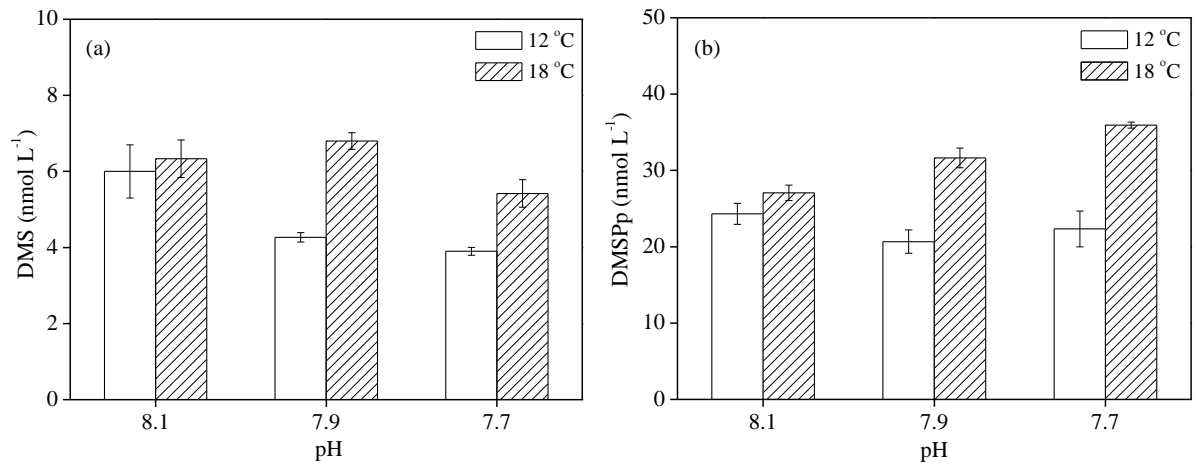 (a)
12 °C
18 °C
10
8
6
4
2
0
DMS (nmol L⁻¹)
8.1
7.9
7.7
pH
(b)
12 °C
18 °C
50
40
30
20
10
0
DMSPp (nmol L⁻¹)
8.1
7.9
7.7
pH